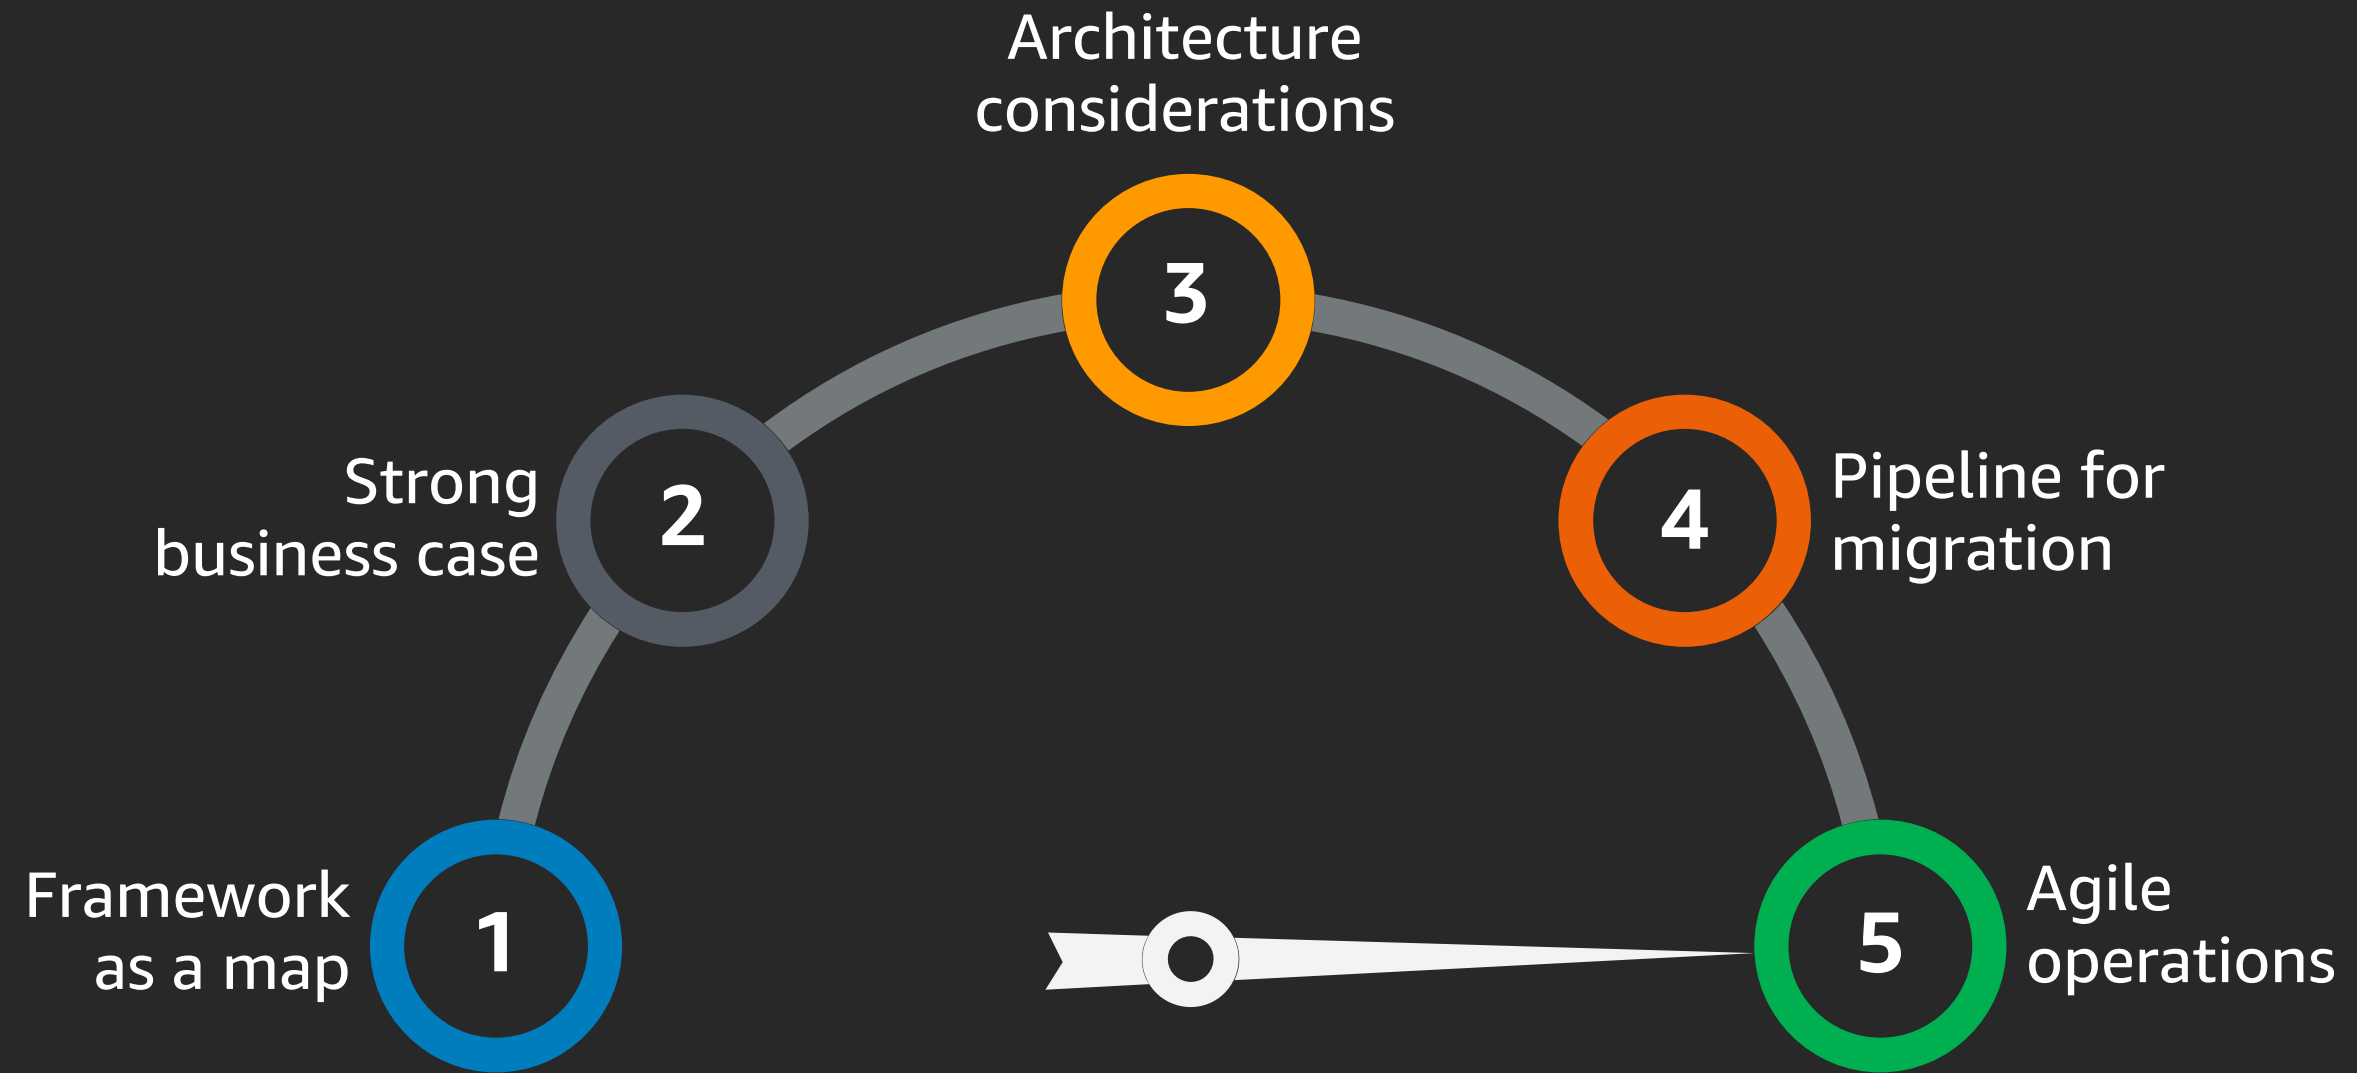 Architecture
considerations
3
Strong
business case
2
4
Pipeline for
migration
Framework
as a map
1
5
Agile
operations